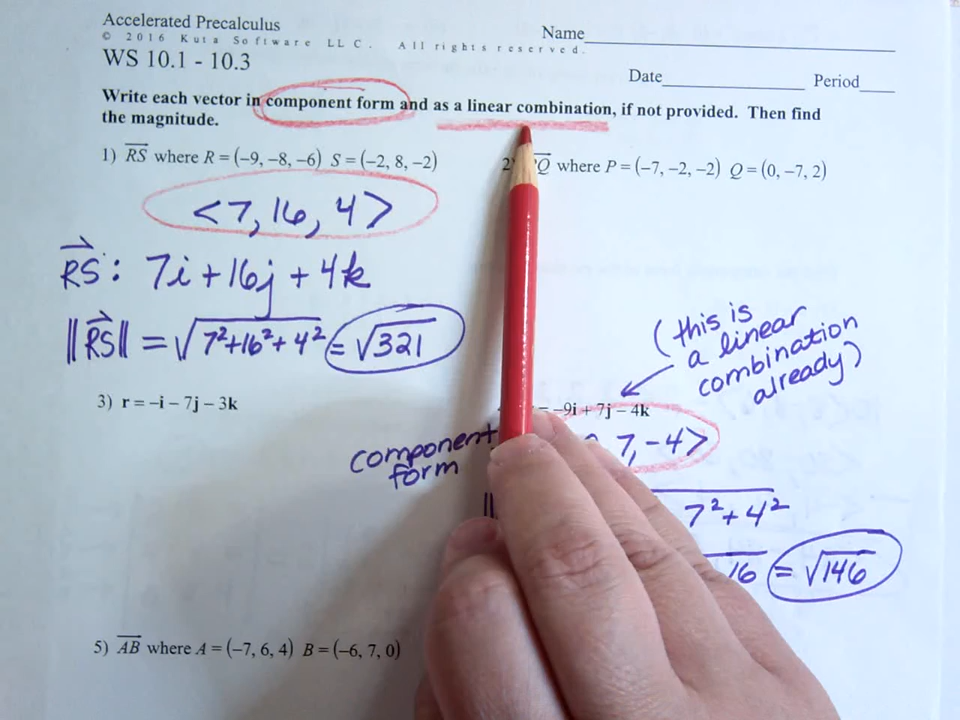 Accelerated Precalculus
© 2016 Kuta Software LLC. All rights reserved.
Name
WS 10.1 - 10.3
Date Period
Write each vector in component form and as a linear combination, if not provided. Then find
the magnitude.
1) RS where R = (−9, −8, −6) S = (−2, 8, −2)
<7, 16, 4>
RS: 7i + 16j + 4k
||RS|| = √7²+16²+4² = √321
2) PQ where P = (−7, −2, −2) Q = (0, −7, 2)
3) r = −i − 7j − 3k
(this is
a linear
combination
already)
= −9i + 7j − 4k
component
form
7, −4>
7² + 4²
16 = √146
5) AB where A = (−7, 6, 4) B = (−6, 7, 0)